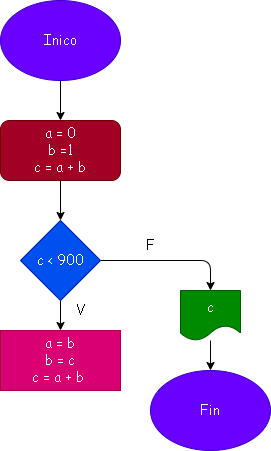 Inico
a = 0
b =1
c = a + b
c < 900
F
V
c
a = b
b = c
c = a + b
Fin